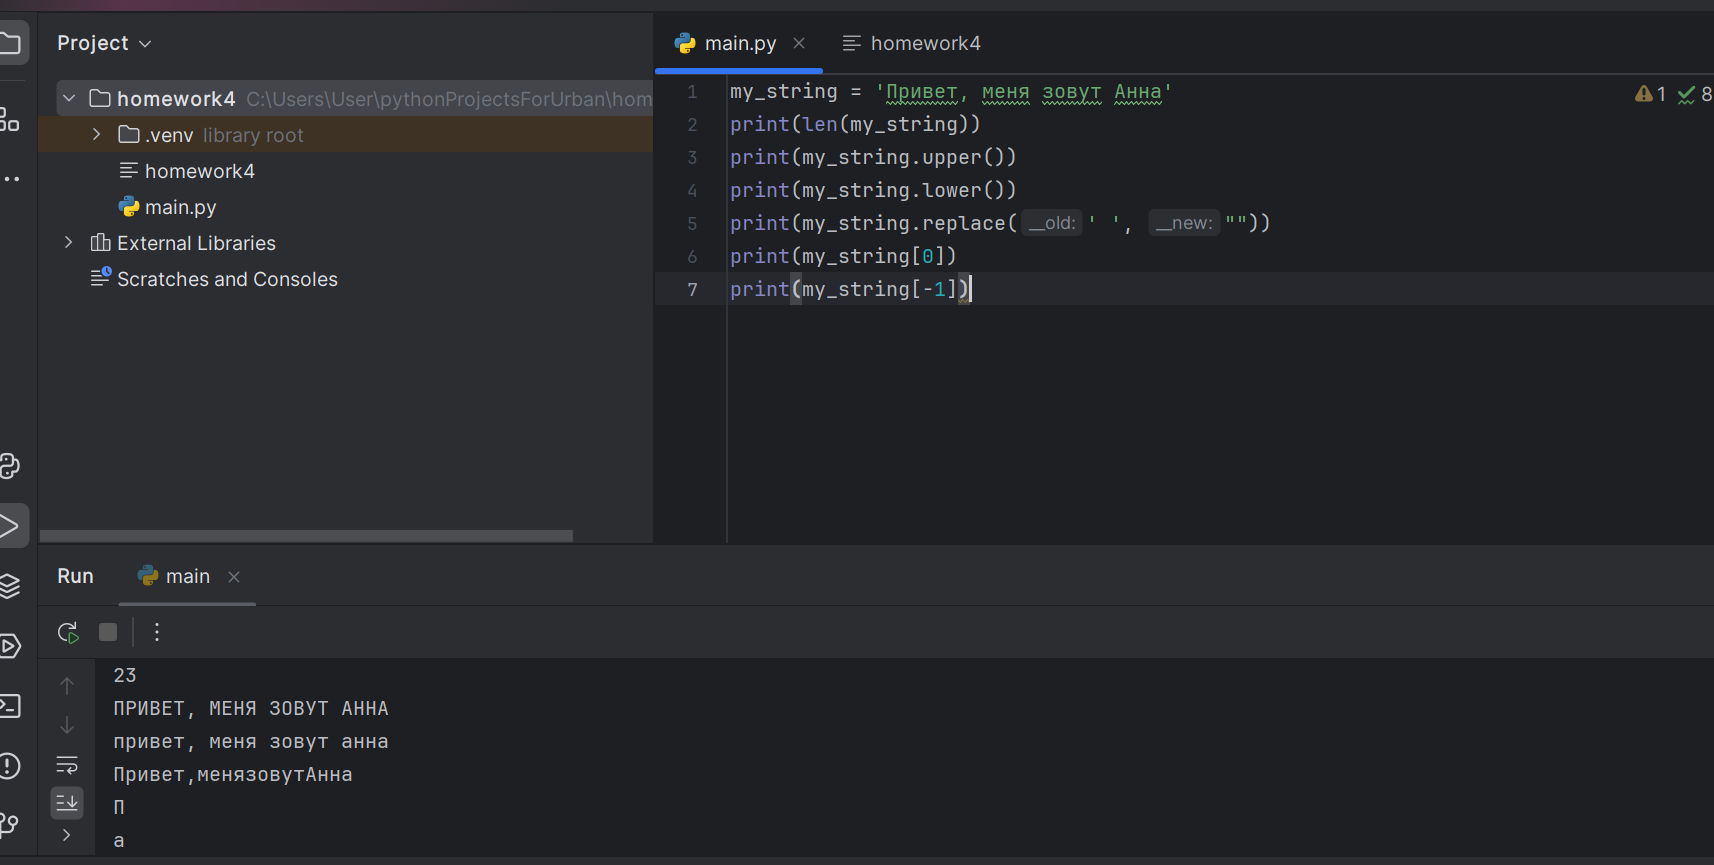 Project
homework4 C:\Users\User\pythonProjectsForUrban\hom
.venv library root
homework4
main.py
External Libraries
Scratches and Consoles
main.py
homework4
1 my_string = 'Привет, меня зовут Анна'
2 print(len(my_string))
3 print(my_string.upper())
4 print(my_string.lower())
5 print(my_string.replace( __old: ' ', __new: ""))
6 print(my_string[0])
7 print(my_string[-1])
1 8
Run main
23
ПРИВЕТ, МЕНЯ ЗОВУТ АННА
привет, меня зовут анна
Привет,менязовутАнна
П
а